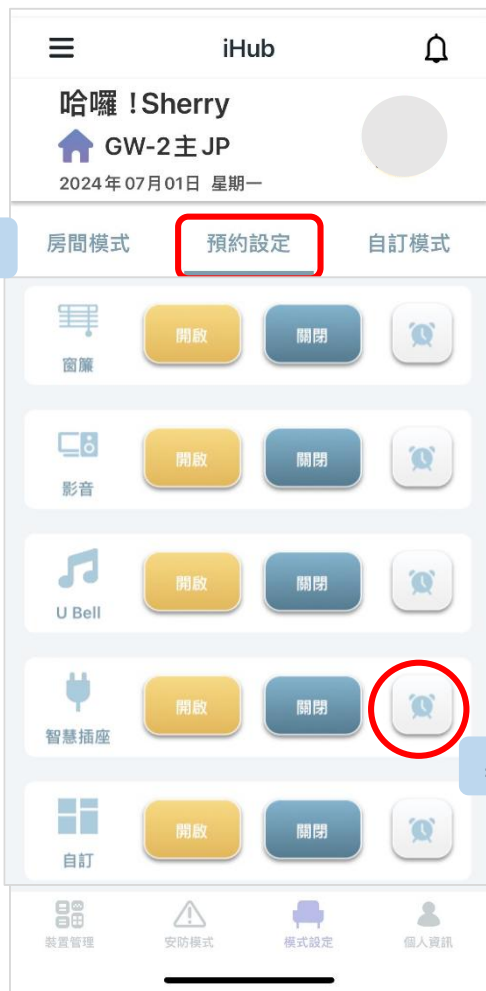 iHub
哈囉！Sherry
GW-2主JP
2024年07月01日 星期一
房間模式 預約設定 自訂模式
窗簾 開啟 關閉
影音 開啟 關閉
U Bell 開啟 關閉
智慧插座 開啟 關閉
自訂 開啟 關閉
裝置管理 安防模式 模式設定 個人資訊